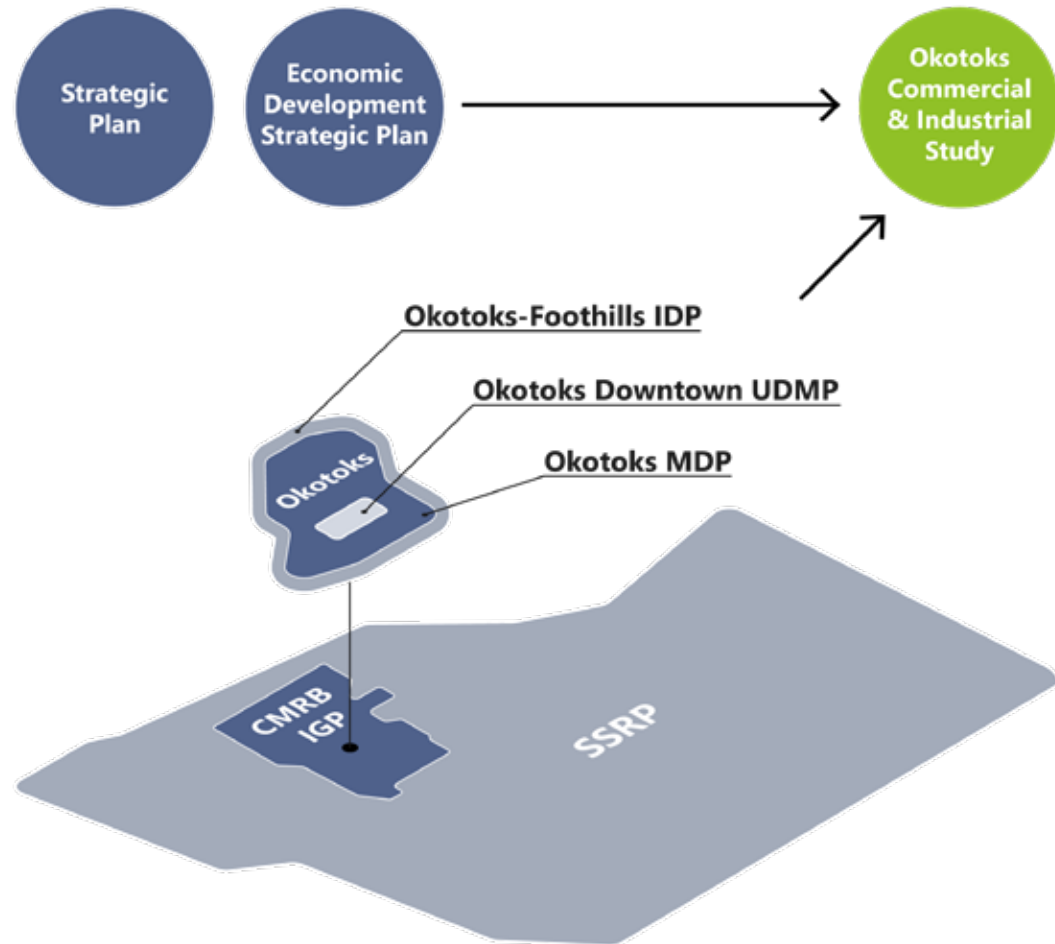 Strategic
Plan
Economic
Development
Strategic Plan
Okotoks
Commercial
& Industrial
Study
Okotoks-Foothills IDP
Okotoks Downtown UDMP
Okotoks MDP
Okotoks
CMRB
IGP
SSRP